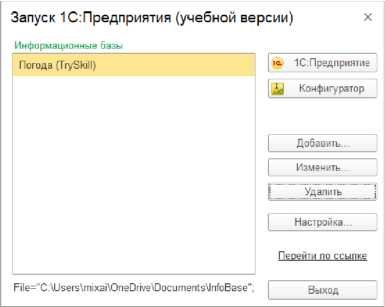 Запуск 1С:Предприятия (учебной версии)
Информационные базы
Погода (TrySkill)
1С:Предприятие
Конфигуратор
Добавить...
Изменить...
Удалить
Настройка...
Перейти по ссылке
File="C:\Users\mixai\OneDrive\Documents\InfoBase";
Выход